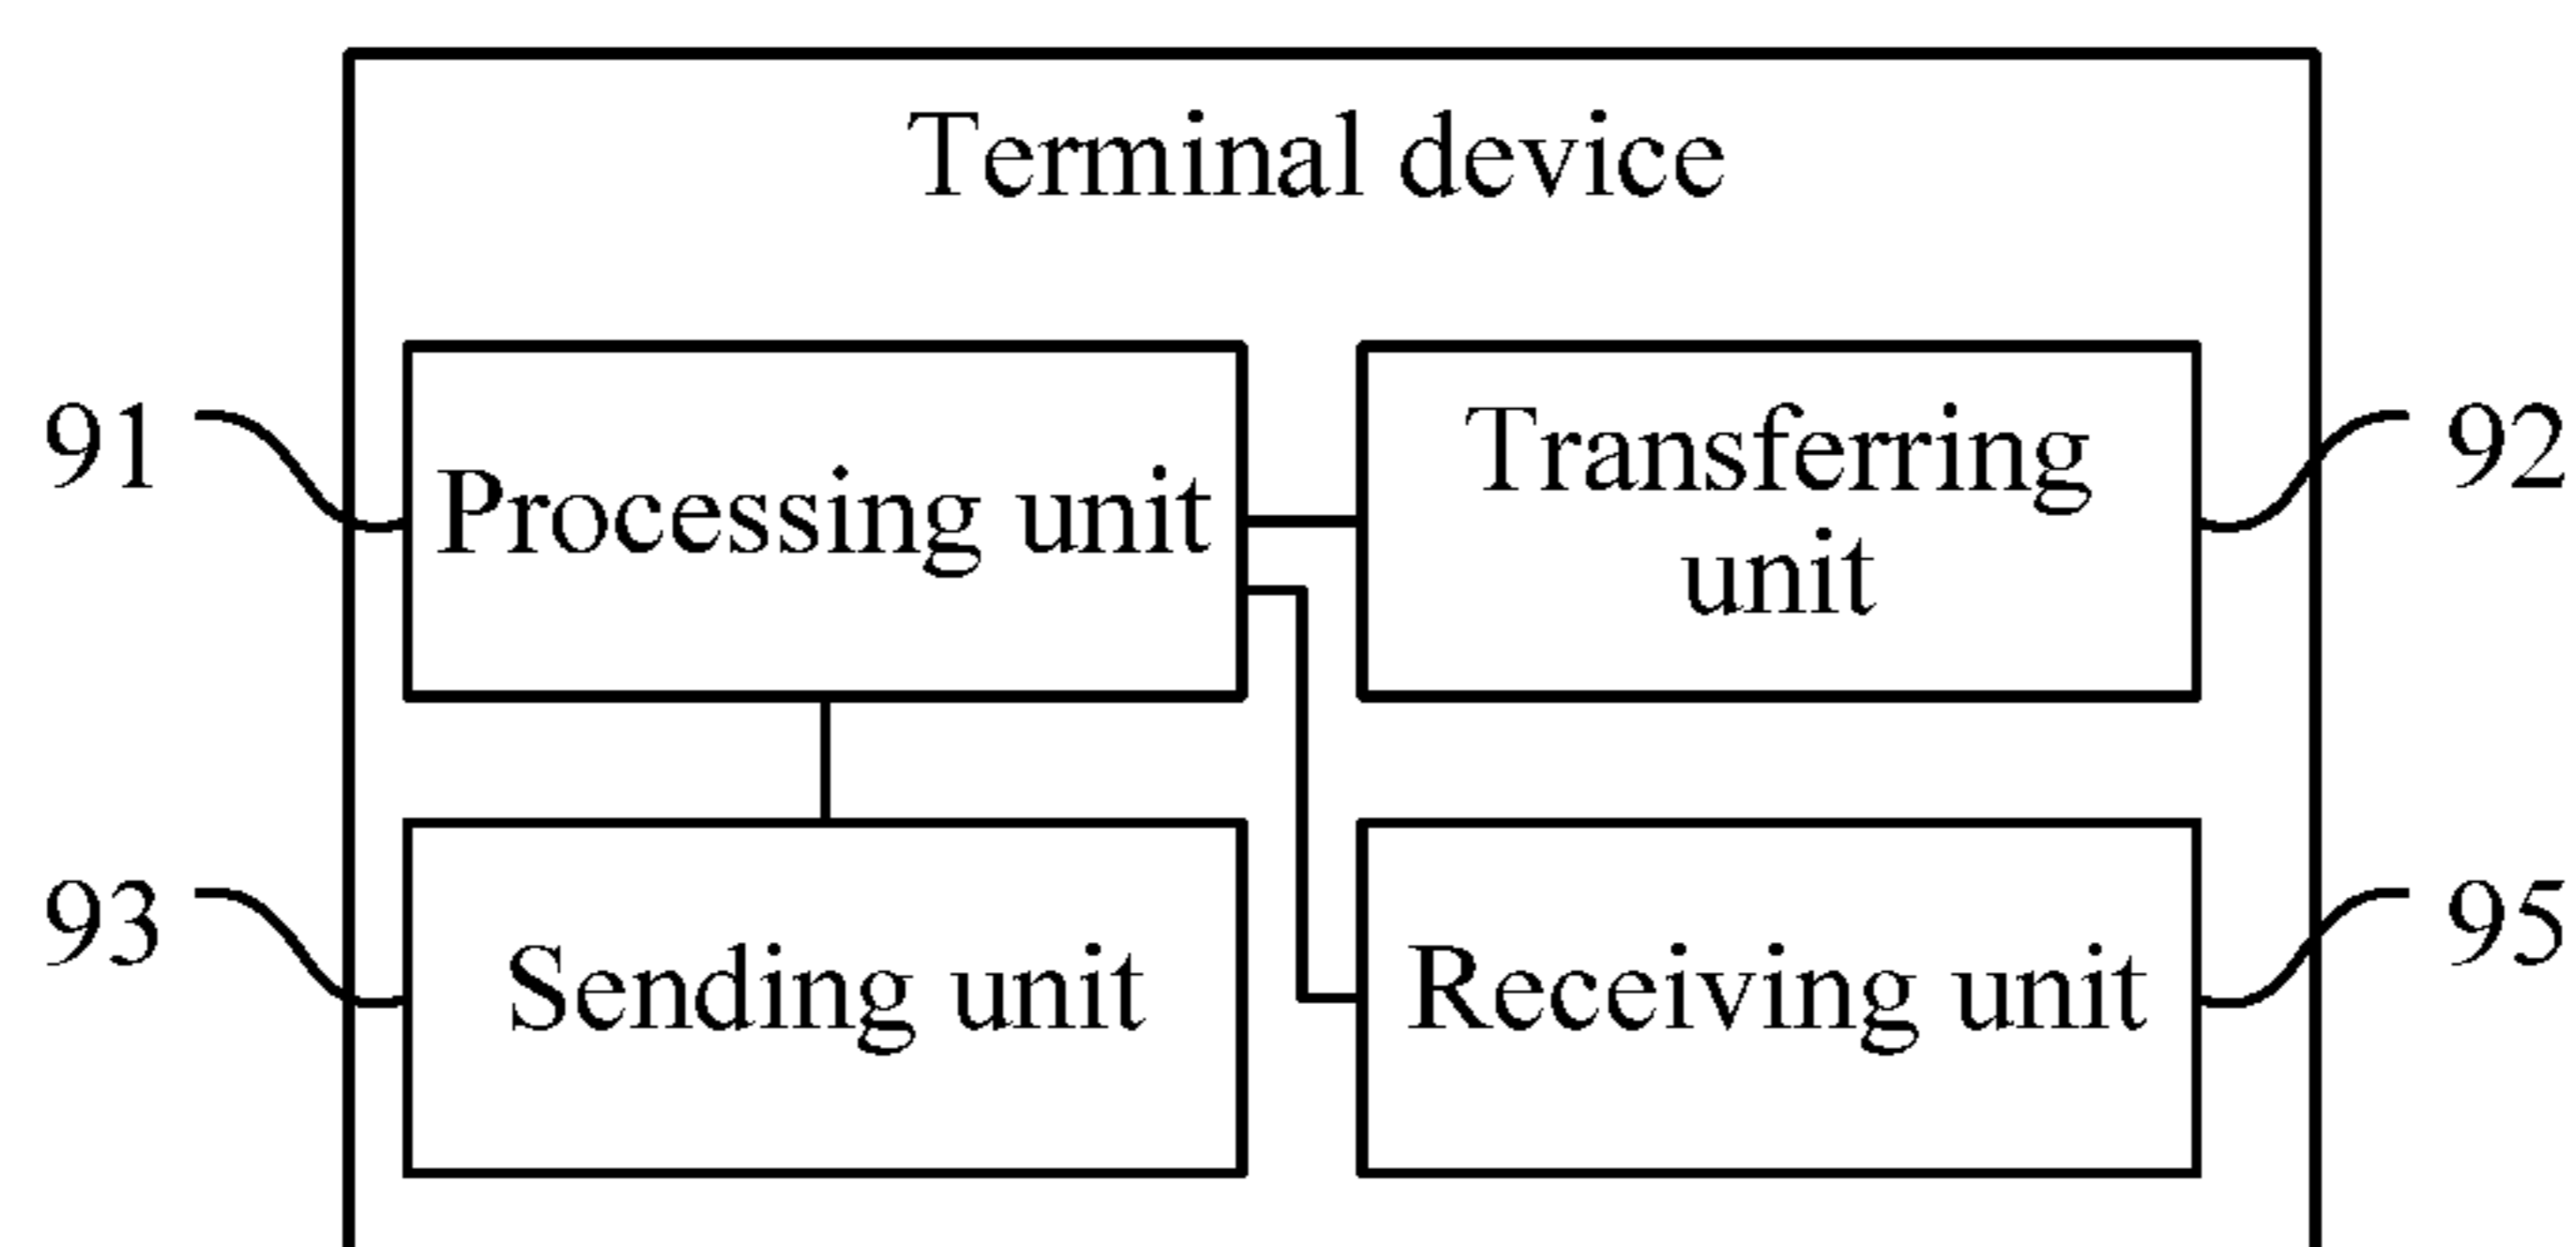 Terminal device
91
Processing unit
Transferring
unit
92
93
Sending unit
Receiving unit
95